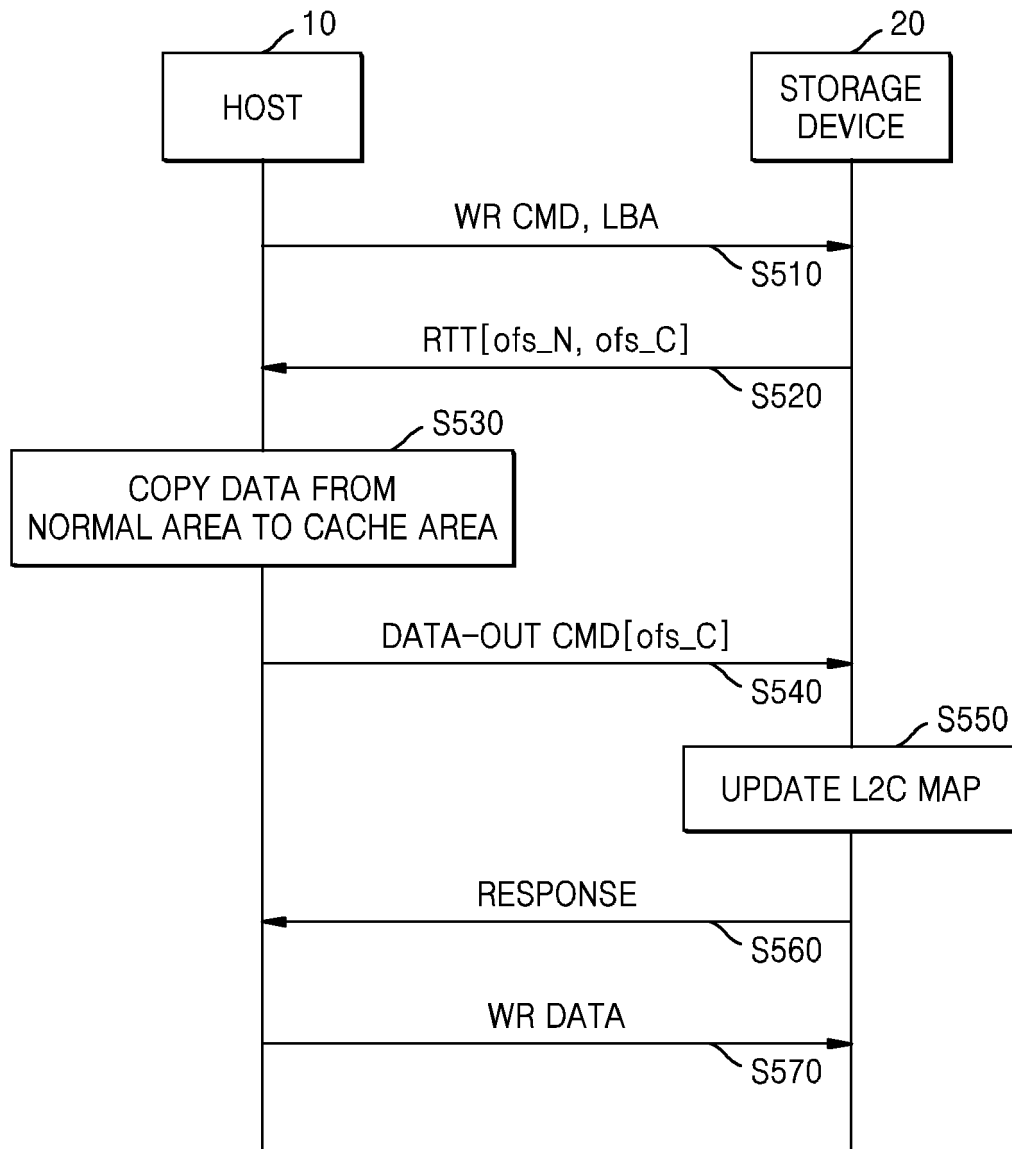 10
20
HOST
STORAGE
DEVICE
WR CMD, LBA
S510
RTT[ofs_N, ofs_C]
S520
S530
COPY DATA FROM
NORMAL AREA TO CACHE AREA
DATA-OUT CMD[ofs_C]
S540
S550
UPDATE L2C MAP
RESPONSE
S560
WR DATA
S570